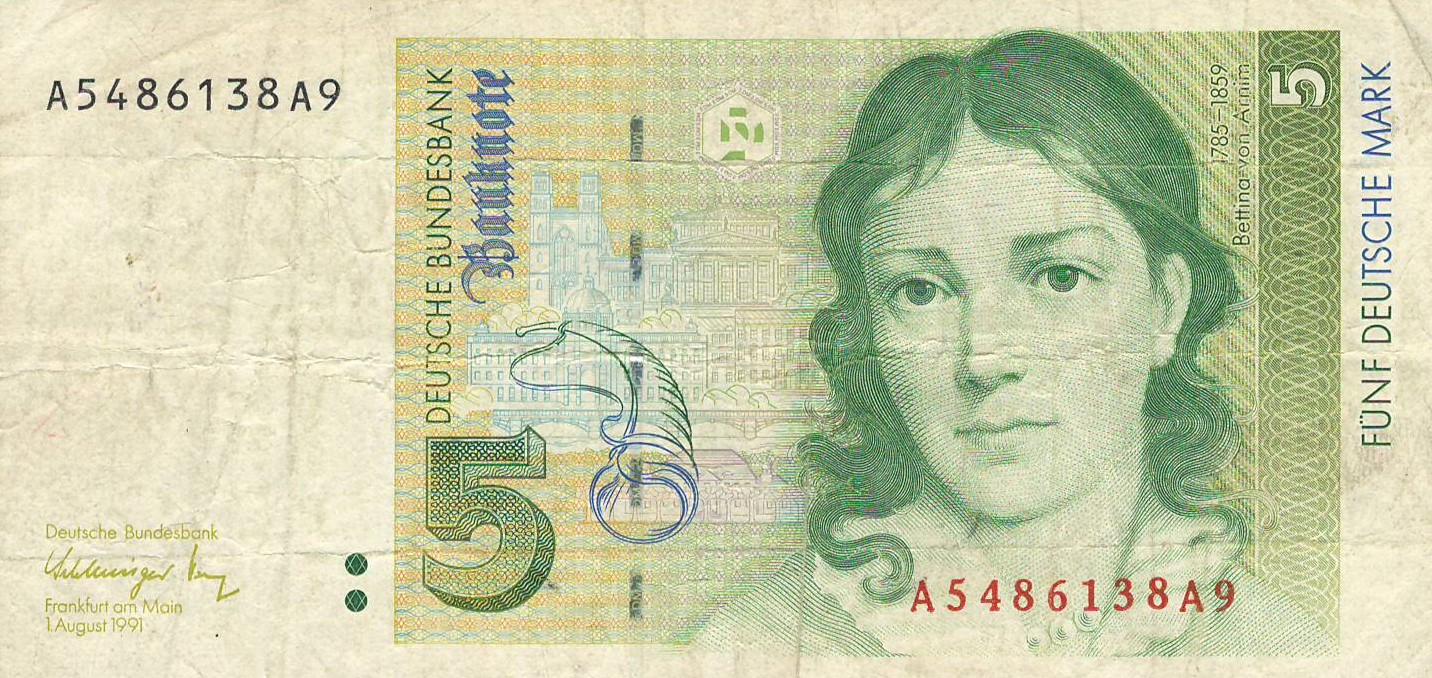 A5486138A9
DEUTSCHE BUNDESBANK
Banknote
5
Deutsche Bundesbank
Frankfurt am Main
1. August 1991
1785–1859
Bettina von Arnim
5
FÜNF DEUTSCHE MARK
A5486138A9